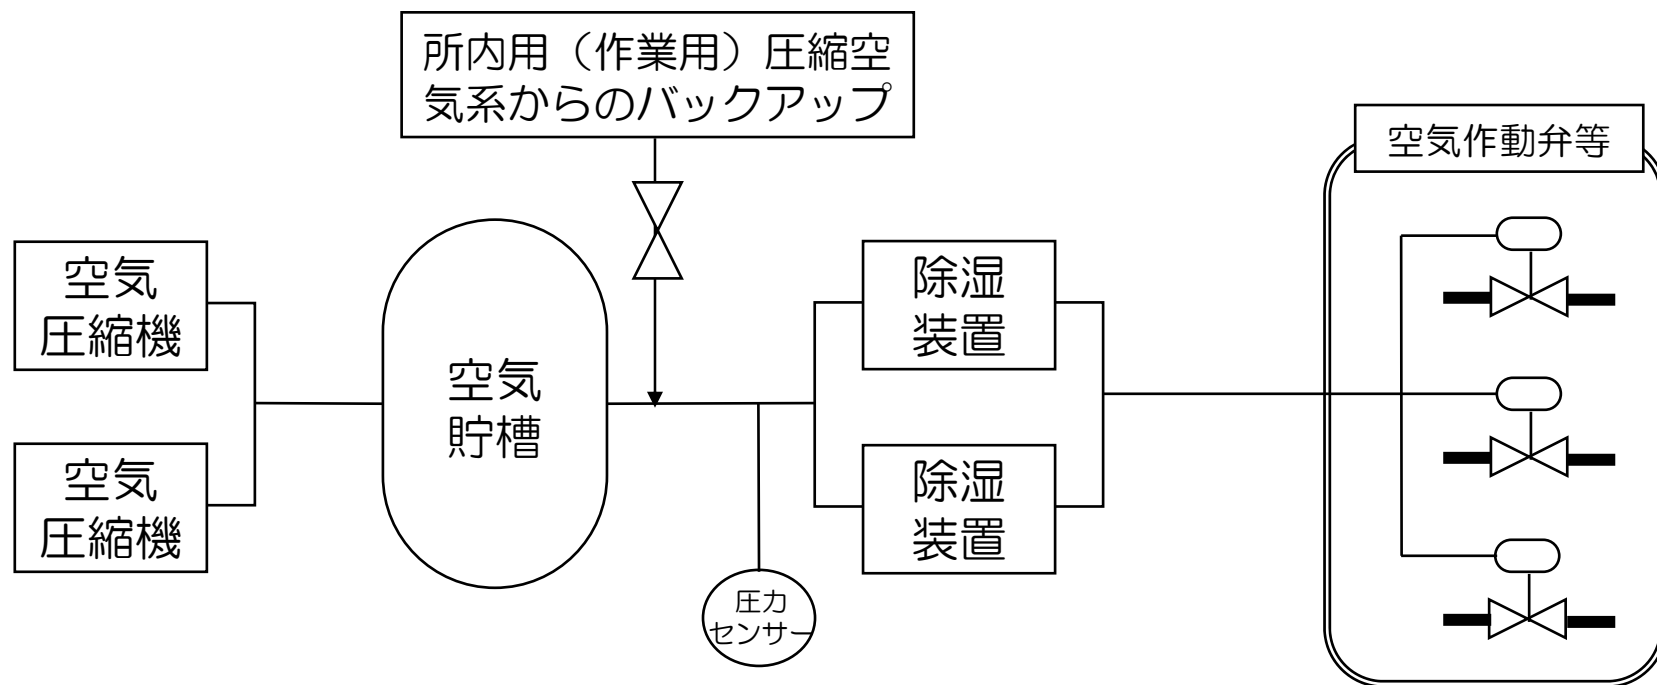 所内用（作業用）圧縮空
気系からのバックアップ
空気作動弁等
空気
圧縮機
空気
圧縮機
空気
貯槽
除湿
装置
除湿
装置
圧力
センサー